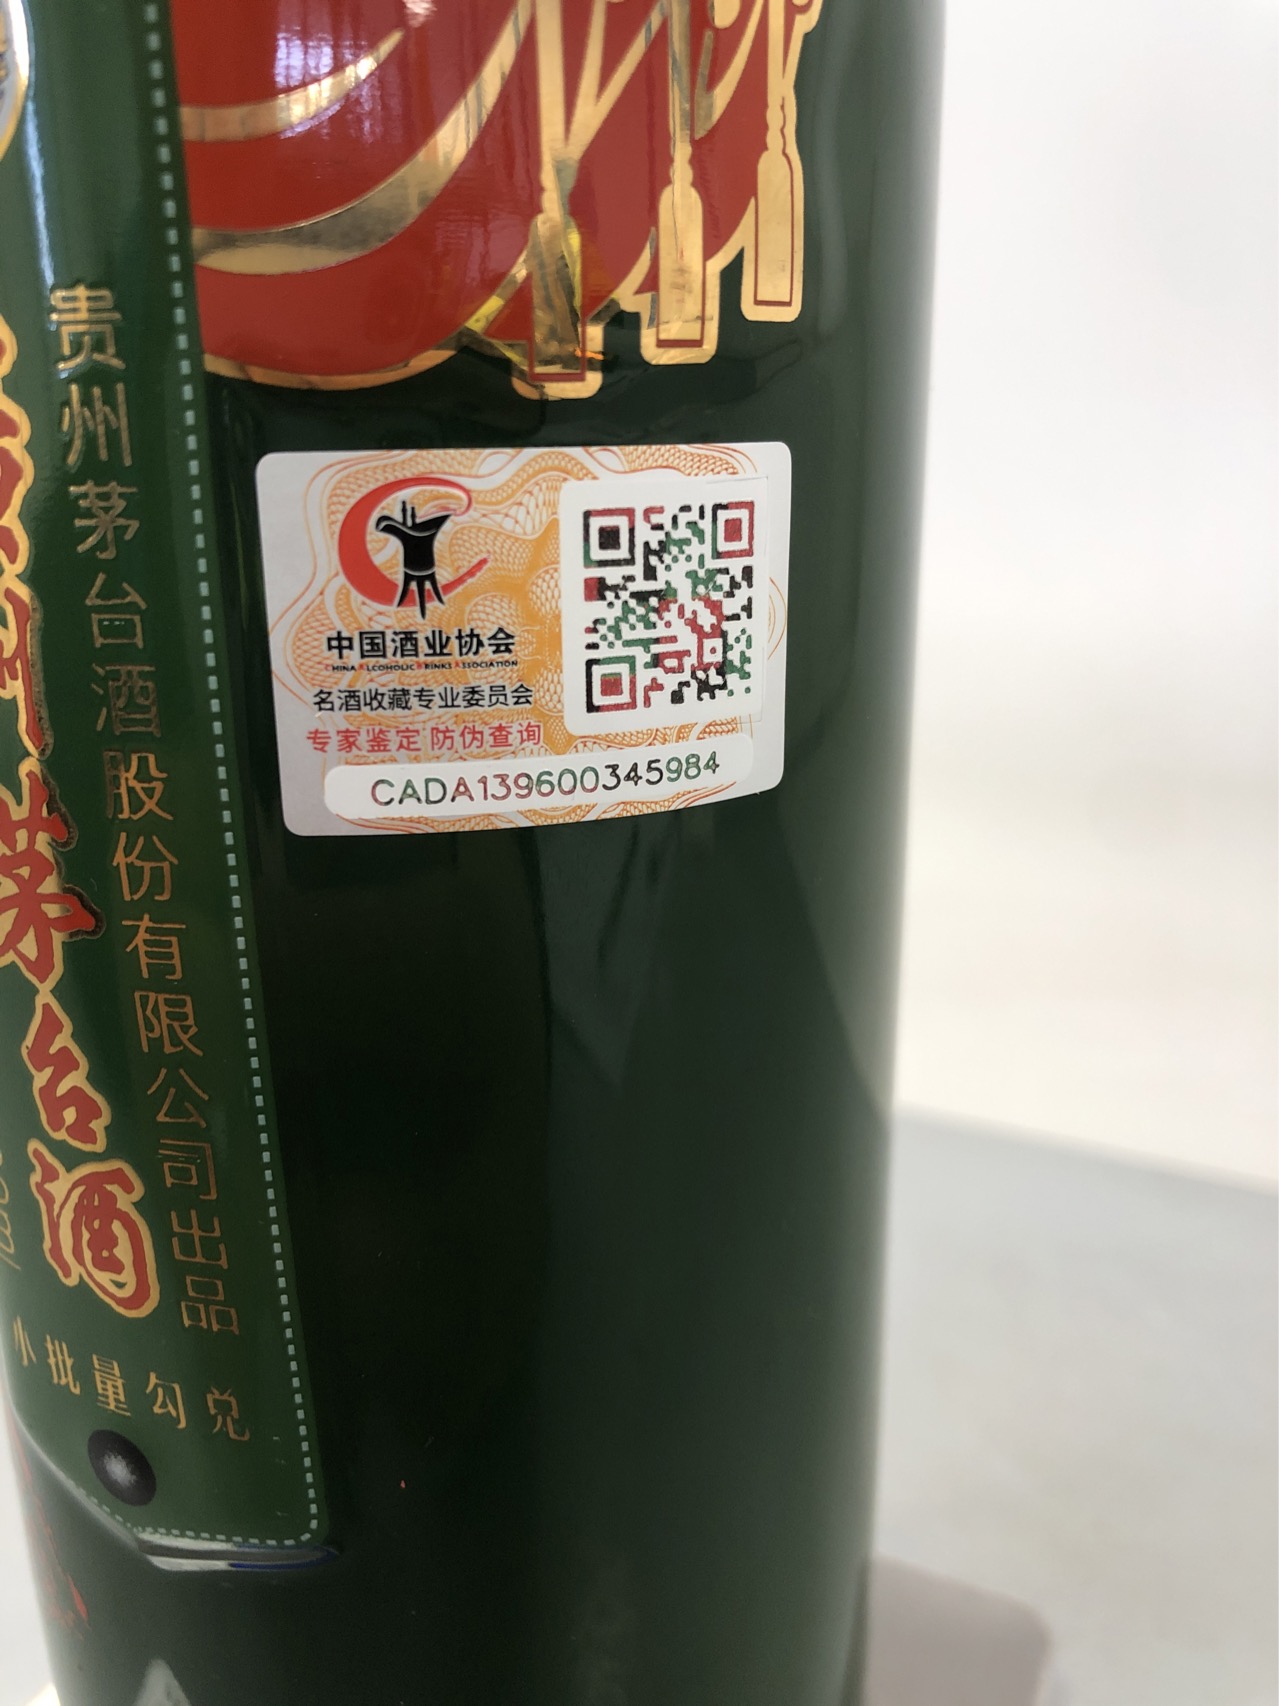 贵州茅台酒股份有限公司出品
茅台酒
小批量勾兑
中国酒业协会
CHINA ALCOHOLIC DRINKS ASSOCIATION
名酒收藏专业委员会
专家鉴定 防伪查询
CADA139600345984